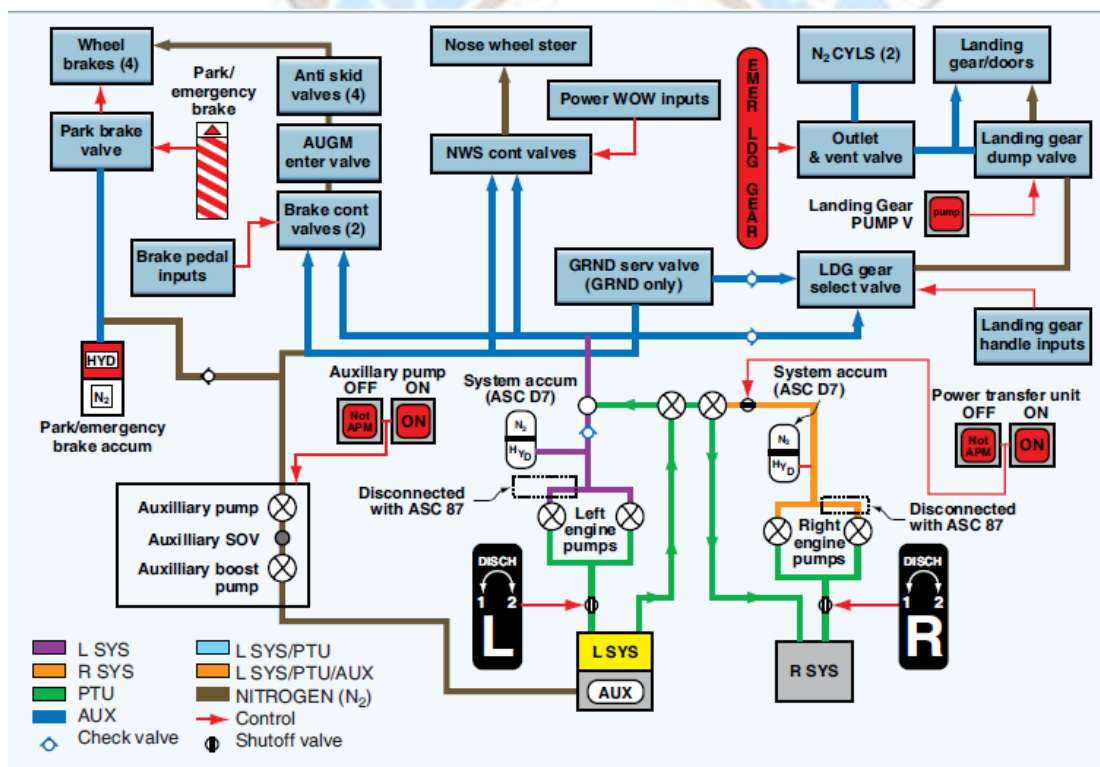 Wheel
brakes (4)
Park/
emergency
brake
Anti skid
valves (4)
Nose wheel steer
Power WOW inputs
EMER LDG GEAR
N2 CYLS (2)
Landing
gear/doors
Park brake
valve
AUGM
enter valve
NWS cont valves
Outlet
& vent valve
Landing gear
dump valve
Landing Gear
PUMP V
pump
Brake cont
valves (2)
Brake pedal
inputs
GRND serv valve
(GRND only)
LDG gear
select valve
Landing gear
handle inputs
HYD
N2
Park/emergency
brake accum
Auxillary pump
OFF ON
Not
APM
ON
System accum
(ASC D7)
N2
HYD
System accum
(ASC D7)
N2
HYD
Power transfer unit
OFF ON
Not
APM
ON
Disconnected
with ASC 87
Left
engine
pumps
Right
engine
pumps
Disconnected
with ASC 87
Auxilliary pump
Auxilliary SOV
Auxilliary boost
pump
DISCH
1 2
L
DISCH
1 2
R
L SYS
AUX
R SYS
L SYS
R SYS
PTU
AUX
Check valve
L SYS/PTU
L SYS/PTU/AUX
NITROGEN (N2)
Control
Shutoff valve